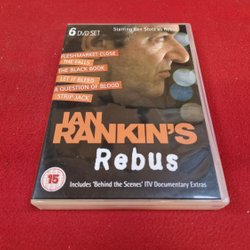 6 DVD SET
Starring Ken Stott as Rebus
FLESHMARKET CLOSE
THE FALLS
THE BLACK BOOK
LET IT BLEED
A QUESTION OF BLOOD
STRIP JACK
IAN
RANKIN'S
Rebus
15
Includes 'Behind the Scenes' ITV Documentary Extras